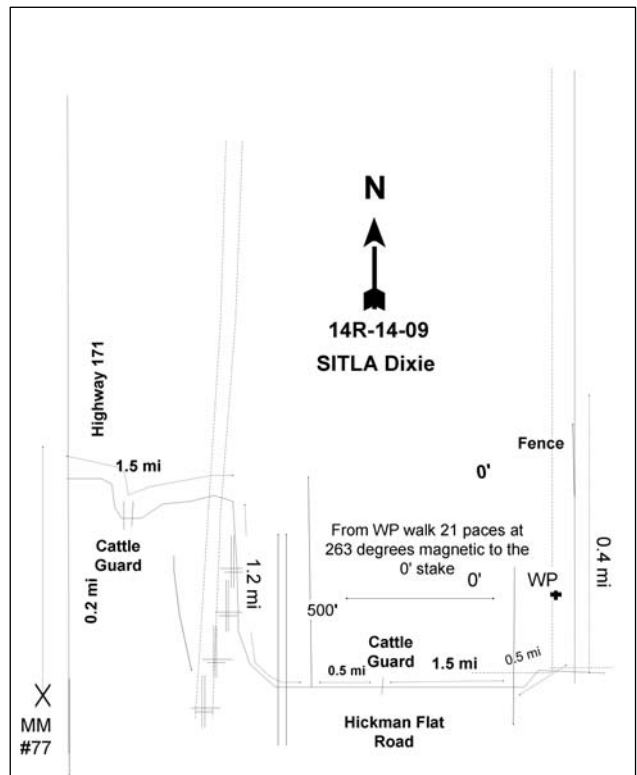 N
14R-14-09
SITLA Dixie
Highway 171
1.5 mi
Fence
0'
Cattle
Guard
From WP walk 21 paces at
263 degrees magnetic to the
0' stake
0.2 mi
1.2 mi
0.4 mi
0'
WP
500'
Cattle
Guard
0.5 mi
1.5 mi
0.5 mi
MM
#77
Hickman Flat
Road